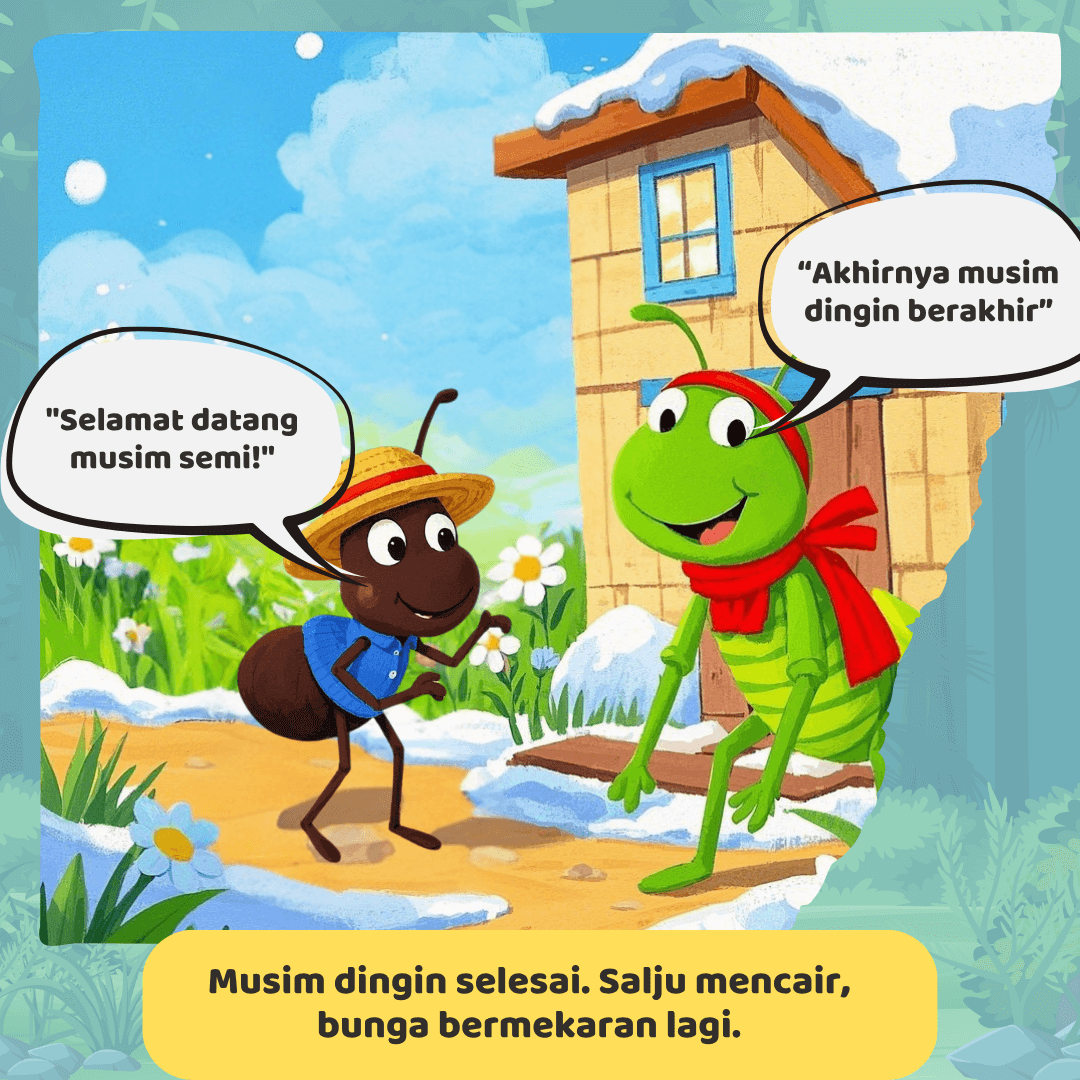 "Selamat datang
musim semi!"
“Akhirnya musim
dingin berakhir”
Musim dingin selesai. Salju mencair,
bunga bermekaran lagi.